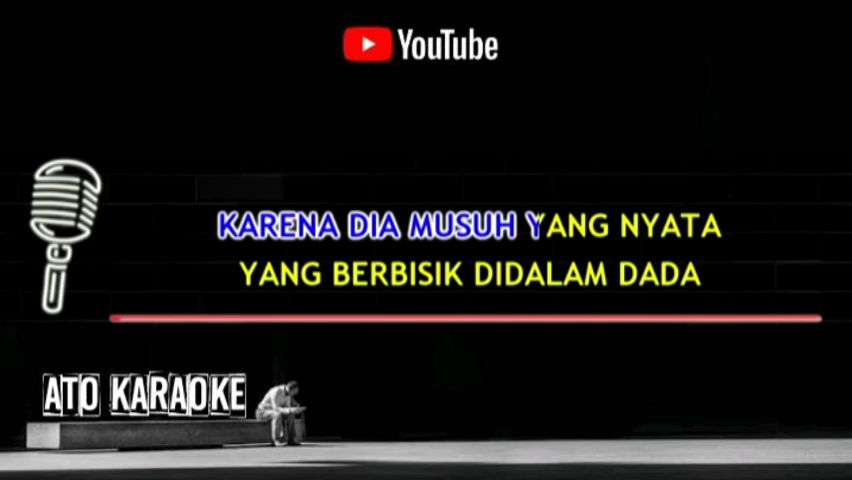 YouTube
KARENA DIA MUSUH YANG NYATA
YANG BERBISIK DIDALAM DADA
ATO KARAOKE